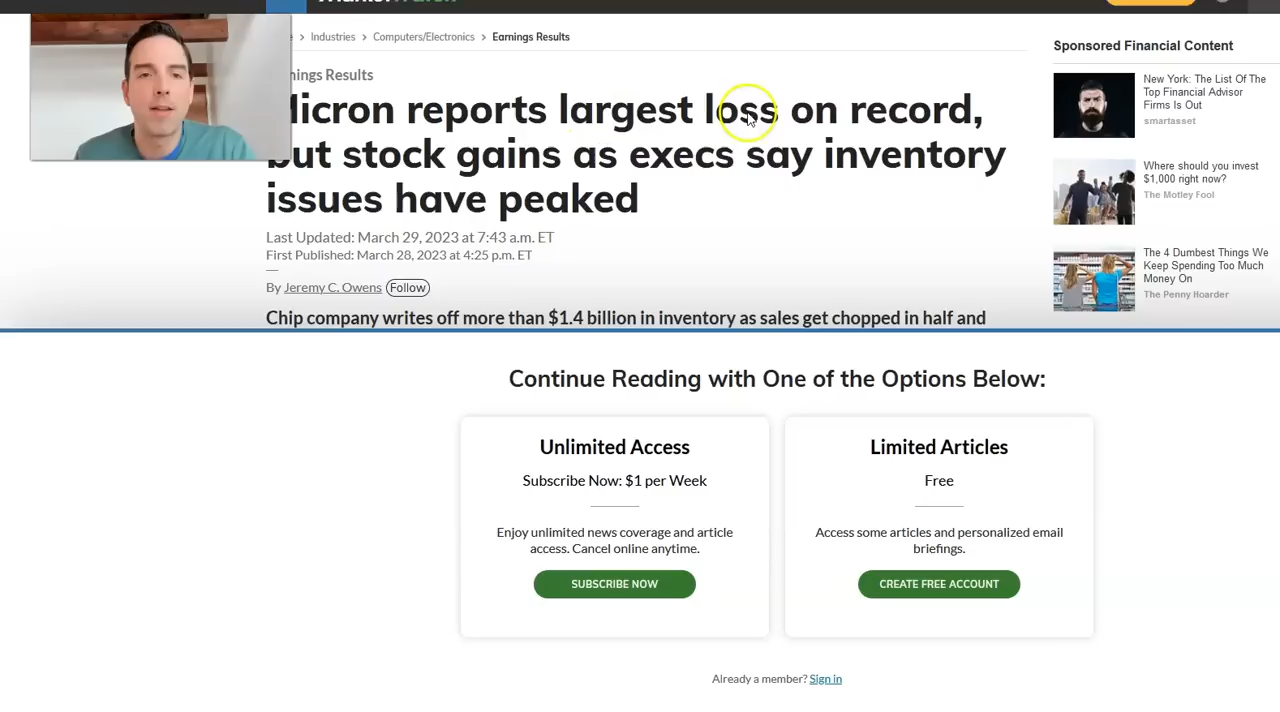 Industries > Computers/Electronics > Earnings Results
Micron reports largest loss on record,
but stock gains as execs say inventory
issues have peaked
Last Updated: March 29, 2023 at 7:43 a.m. ET
First Published: March 28, 2023 at 4:25 p.m. ET
By Jeremy C. Owens Follow
Chip company writes off more than $1.4 billion in inventory as sales get chopped in half and
Sponsored Financial Content
New York: The List Of The
Top Financial Advisor
Firms Is Out
smartasset
Where should you invest
$1,000 right now?
The Motley Fool
The 4 Dumbest Things We
Keep Spending Too Much
Money On
The Penny Hoarder
Continue Reading with One of the Options Below:
Unlimited Access
Subscribe Now: $1 per Week
Enjoy unlimited news coverage and article
access. Cancel online anytime.
SUBSCRIBE NOW
Limited Articles
Free
Access some articles and personalized email
briefings.
CREATE FREE ACCOUNT
Already a member? Sign in